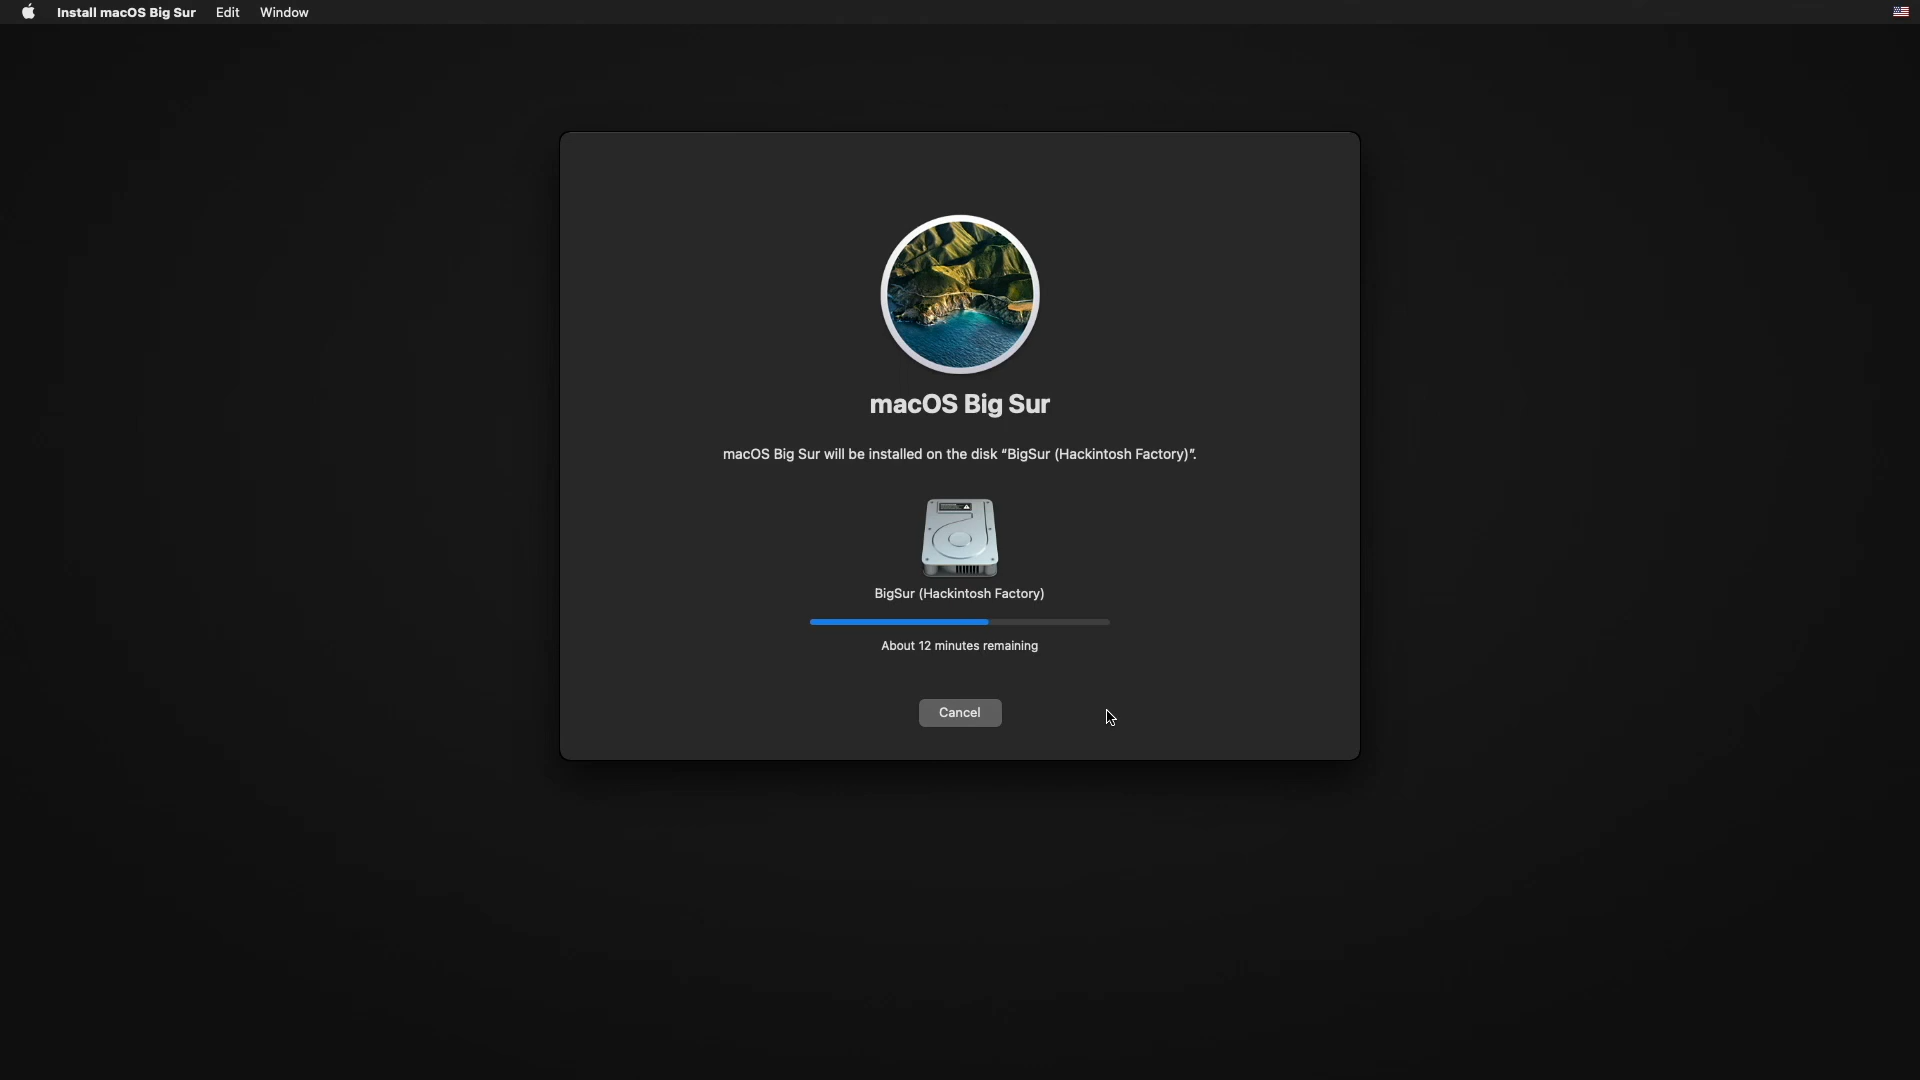 Install macOS Big Sur Edit Window
macOS Big Sur
macOS Big Sur will be installed on the disk “BigSur (Hackintosh Factory)”.
BigSur (Hackintosh Factory)
About 12 minutes remaining
Cancel